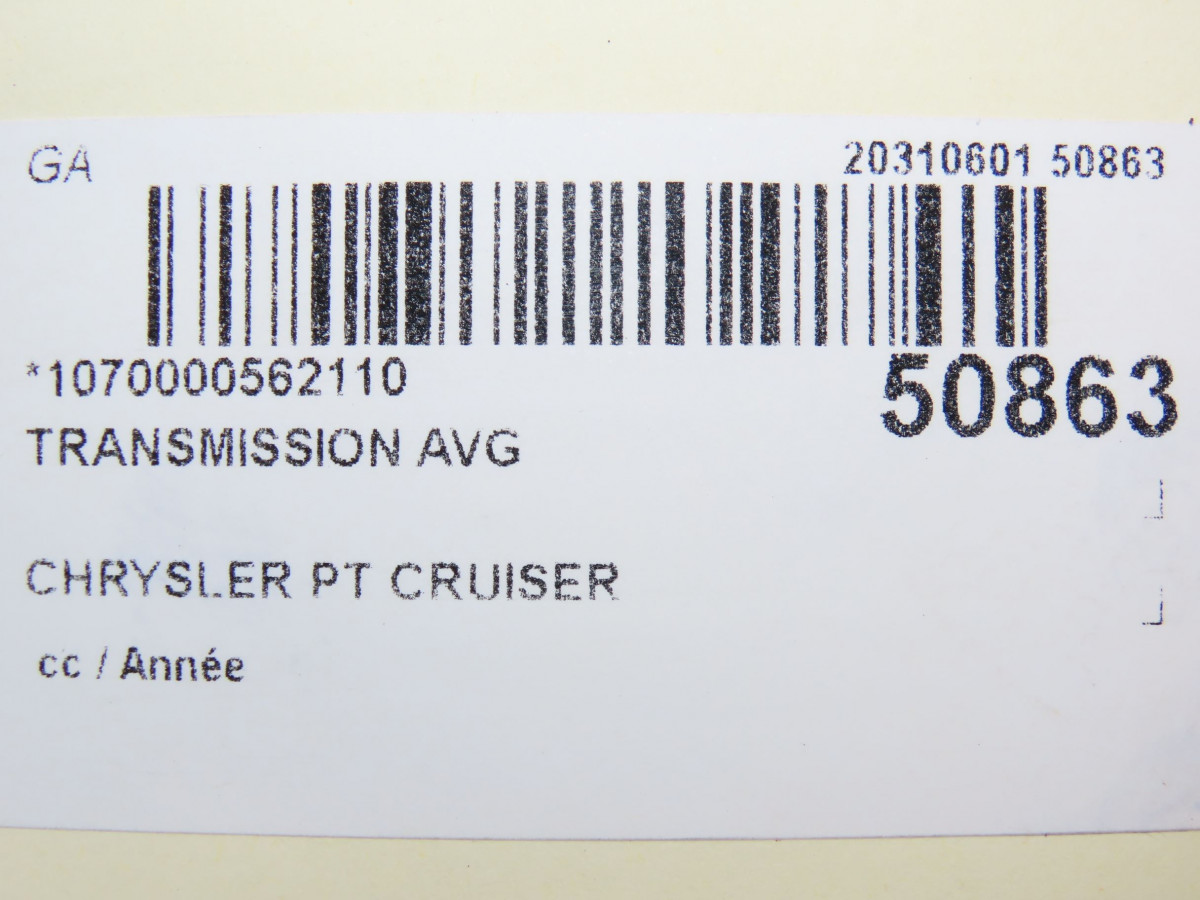 GA
20310601 50863
*1070000562110
50863
TRANSMISSION AVG
CHRYSLER PT CRUISER
cc / Année